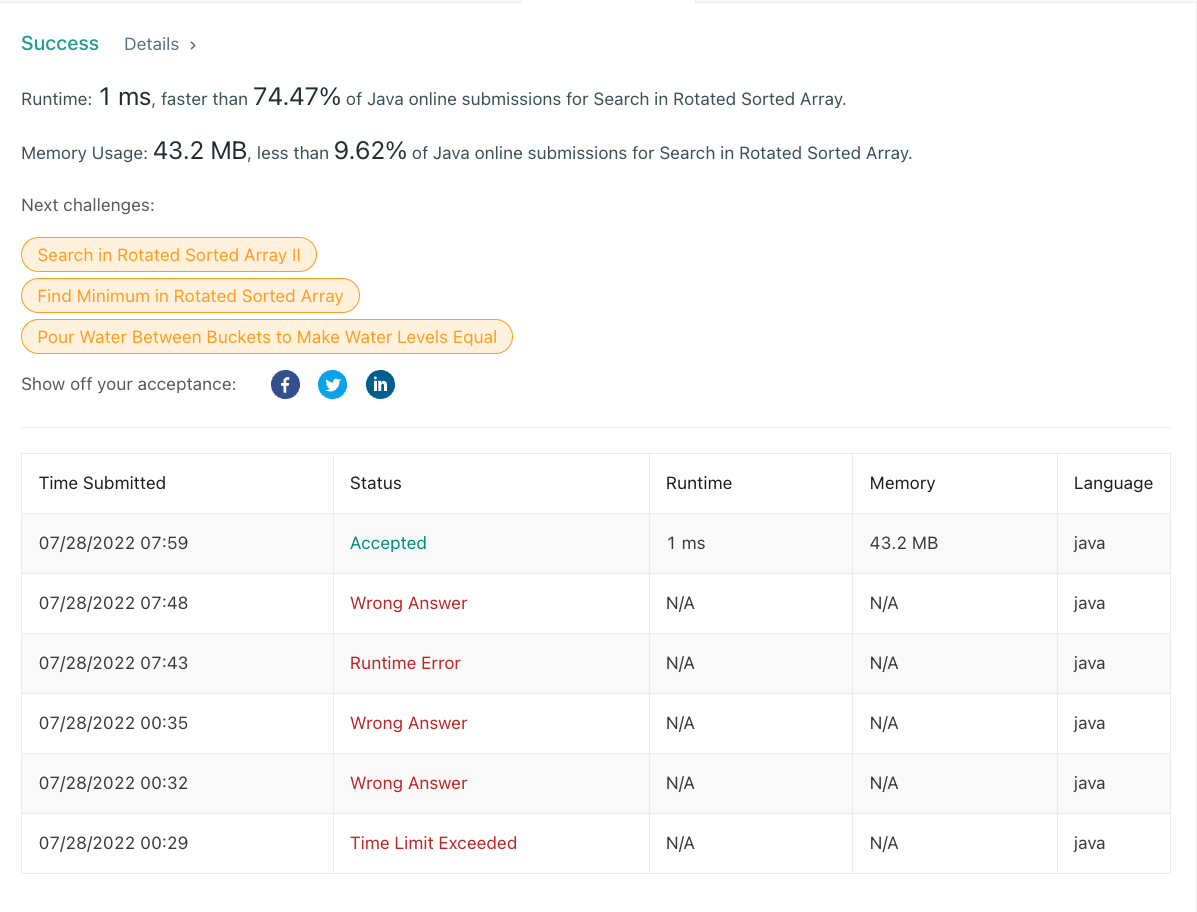 Success Details >
Runtime: 1 ms, faster than 74.47% of Java online submissions for Search in Rotated Sorted Array.
Memory Usage: 43.2 MB, less than 9.62% of Java online submissions for Search in Rotated Sorted Array.
Next challenges:
Search in Rotated Sorted Array II
Find Minimum in Rotated Sorted Array
Pour Water Between Buckets to Make Water Levels Equal
Show off your acceptance: f in
Time Submitted Status Runtime Memory Language
07/28/2022 07:59 Accepted 1 ms 43.2 MB java
07/28/2022 07:48 Wrong Answer N/A N/A java
07/28/2022 07:43 Runtime Error N/A N/A java
07/28/2022 00:35 Wrong Answer N/A N/A java
07/28/2022 00:32 Wrong Answer N/A N/A java
07/28/2022 00:29 Time Limit Exceeded N/A N/A java